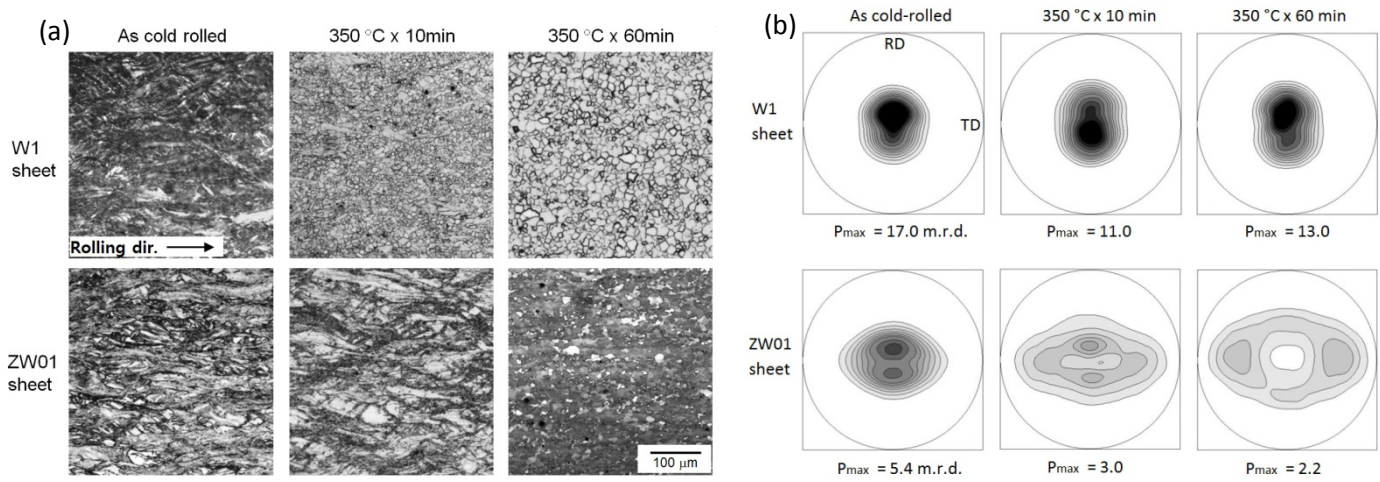 (a)
As cold rolled
350 °C x 10min
350 °C x 60min
W1
sheet
Rolling dir.
ZW01
sheet
100 μm
(b)
As cold-rolled
350 °C x 10 min
350 °C x 60 min
RD
TD
W1
sheet
Pmax = 17.0 m.r.d.
Pmax = 11.0
Pmax = 13.0
ZW01
sheet
Pmax = 5.4 m.r.d.
Pmax = 3.0
Pmax = 2.2